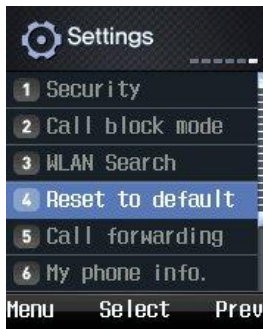 Settings
1 Security
2 Call block mode
3 WLAN Search
4 Reset to default
5 Call forwarding
6 My phone info.
Menu Select Prev